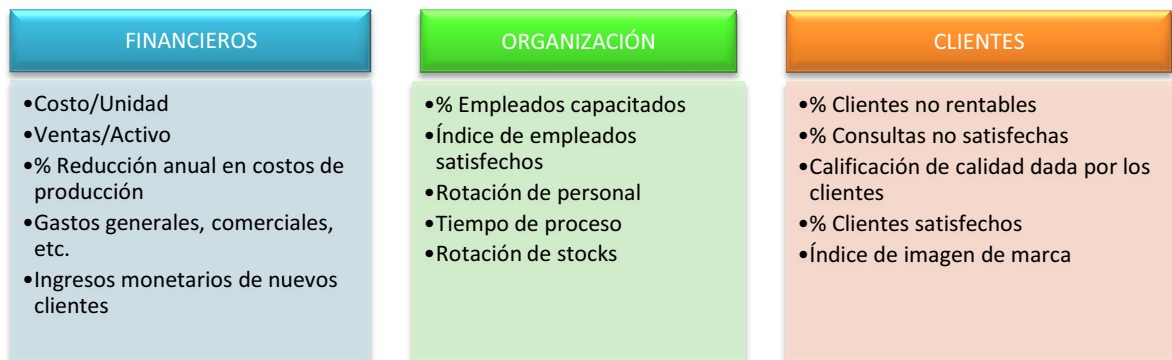 FINANCIEROS
•Costo/Unidad
•Ventas/Activo
•% Reducción anual en costos de
producción
•Gastos generales, comerciales,
etc.
•Ingresos monetarios de nuevos
clientes
ORGANIZACIÓN
•% Empleados capacitados
•Índice de empleados
satisfechos
•Rotación de personal
•Tiempo de proceso
•Rotación de stocks
CLIENTES
•% Clientes no rentables
•% Consultas no satisfechas
•Calificación de calidad dada por los
clientes
•% Clientes satisfechos
•Índice de imagen de marca